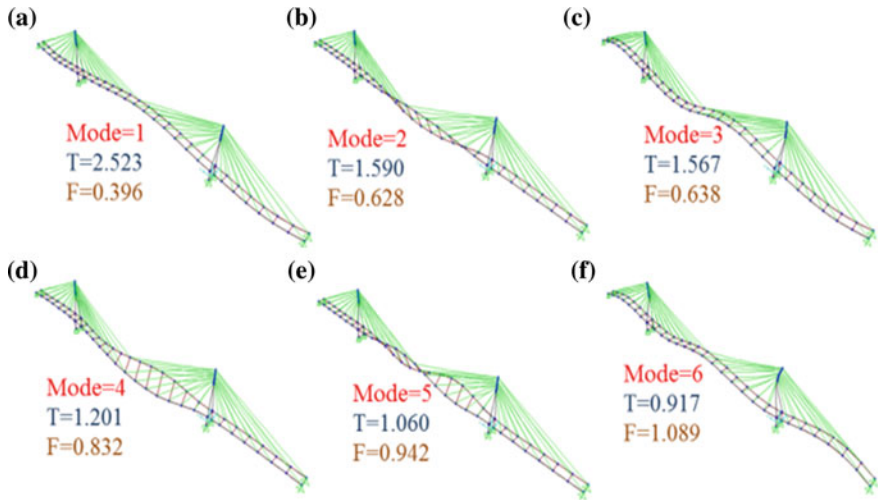 (a)
Mode=1
T=2.523
F=0.396
(b)
Mode=2
T=1.590
F=0.628
(c)
Mode=3
T=1.567
F=0.638
(d)
Mode=4
T=1.201
F=0.832
(e)
Mode=5
T=1.060
F=0.942
(f)
Mode=6
T=0.917
F=1.089